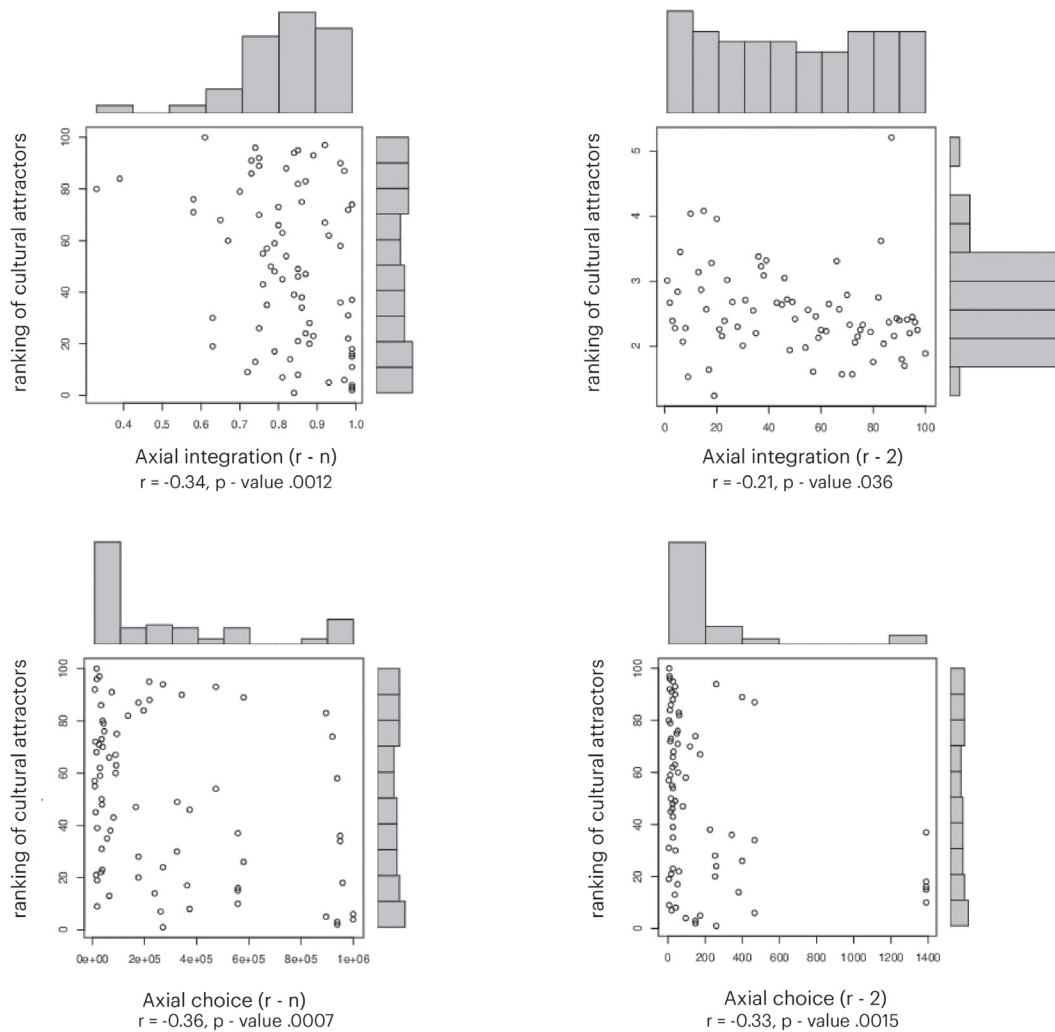 ranking of cultural attractors
100
80
60
40
20
0
0.4 0.5 0.6 0.7 0.8 0.9 1.0
Axial integration (r - n)
r = -0.34, p - value .0012
ranking of cultural attractors
5
4
3
2
0 20 40 60 80 100
Axial integration (r - 2)
r = -0.21, p - value .036
ranking of cultural attractors
100
80
60
40
20
0
0e+00 2e+05 4e+05 6e+05 8e+05 1e+06
Axial choice (r - n)
r = -0.36, p - value .0007
ranking of cultural attractors
100
80
60
40
20
0
0 200 400 600 800 1000 1200 1400
Axial choice (r - 2)
r = -0.33, p - value .0015